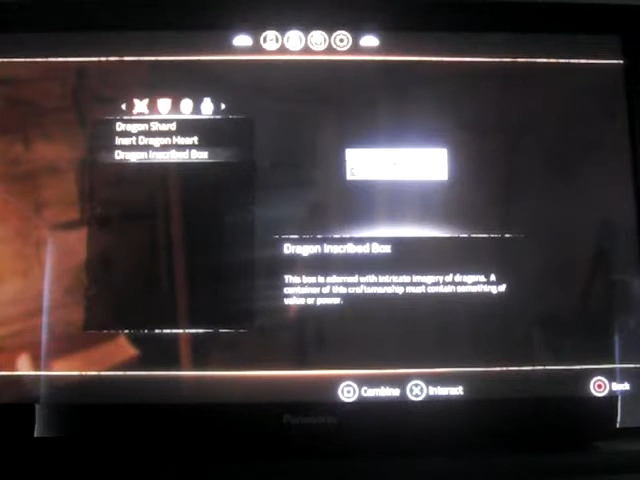 Dragon Shard
Inert Dragon Heart
Dragon Inscribed Box
Dragon Inscribed Box
This box is adorned with intricate imagery of dragons. A
container of this craftsmanship must contain something of
value or power.
Combine Interact Back
Panasonic